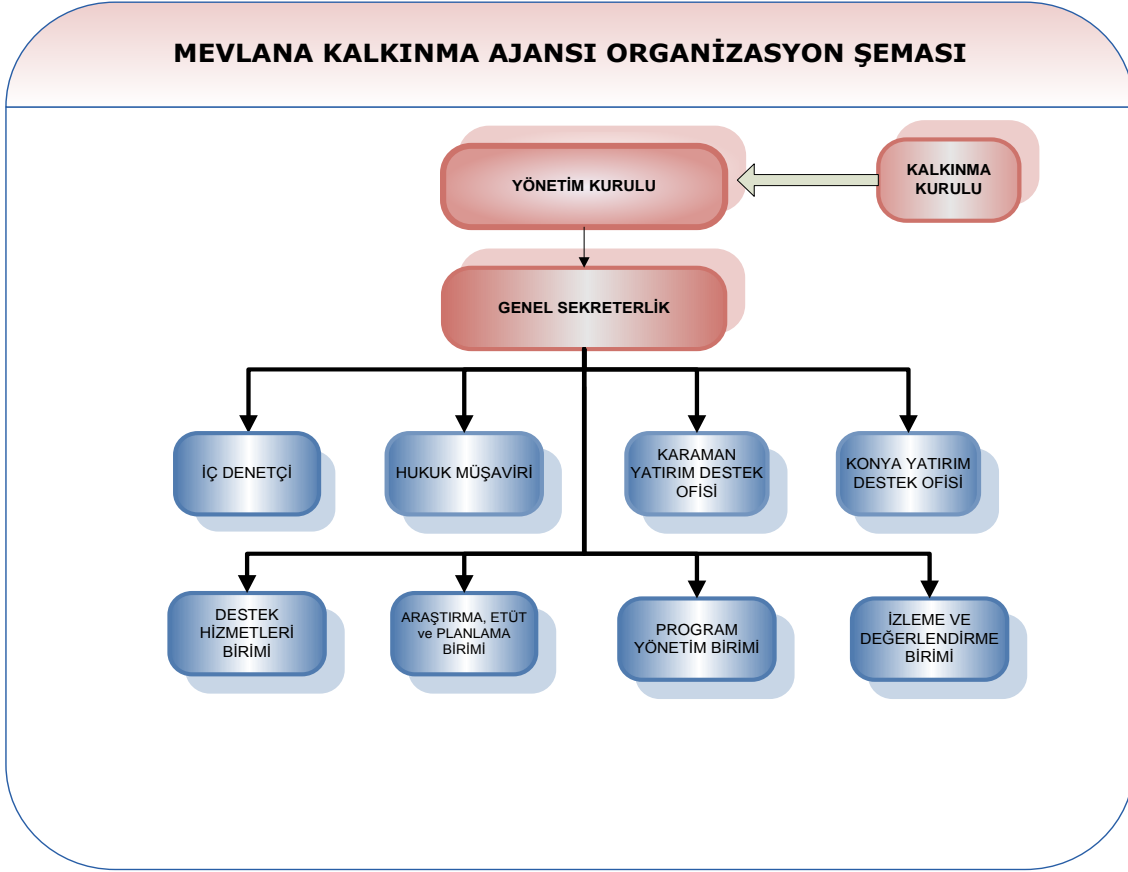 MEVLANA KALKINMA AJANSI ORGANİZASYON ŞEMASI
YÖNETİM KURULU
KALKINMA
KURULU
GENEL SEKRETERLİK
İÇ DENETÇİ
HUKUK MÜŞAVİRİ
KARAMAN
YATIRIM DESTEK
OFİSİ
KONYA YATIRIM
DESTEK OFİSİ
DESTEK
HİZMETLERİ
BİRİMİ
ARAŞTIRMA, ETÜT
ve PLANLAMA
BİRİMİ
PROGRAM
YÖNETİM BİRİMİ
İZLEME VE
DEĞERLENDİRME
BİRİMİ